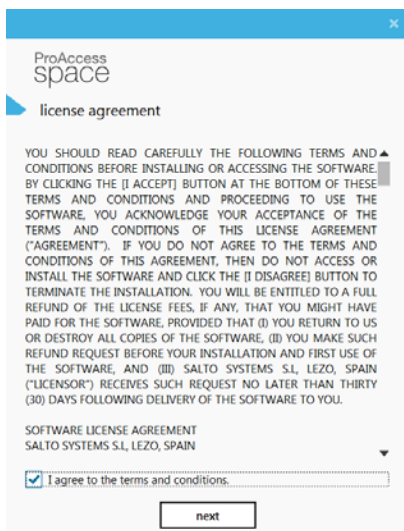 ProAccess
space
license agreement
YOU SHOULD READ CAREFULLY THE FOLLOWING TERMS AND
CONDITIONS BEFORE INSTALLING OR ACCESSING THE SOFTWARE.
BY CLICKING THE [I ACCEPT] BUTTON AT THE BOTTOM OF THESE
TERMS AND CONDITIONS AND PROCEEDING TO USE THE
SOFTWARE, YOU ACKNOWLEDGE YOUR ACCEPTANCE OF THE
TERMS AND CONDITIONS OF THIS LICENSE AGREEMENT
("AGREEMENT"). IF YOU DO NOT AGREE TO THE TERMS AND
CONDITIONS OF THIS AGREEMENT, THEN DO NOT ACCESS OR
INSTALL THE SOFTWARE AND CLICK THE [I DISAGREE] BUTTON TO
TERMINATE THE INSTALLATION. YOU WILL BE ENTITLED TO A FULL
REFUND OF THE LICENSE FEES, IF ANY, THAT YOU MIGHT HAVE
PAID FOR THE SOFTWARE, PROVIDED THAT (I) YOU RETURN TO US
OR DESTROY ALL COPIES OF THE SOFTWARE, (II) YOU MAKE SUCH
REFUND REQUEST BEFORE YOUR INSTALLATION AND FIRST USE OF
THE SOFTWARE, AND (III) SALTO SYSTEMS S.L, LEZO, SPAIN
("LICENSOR") RECEIVES SUCH REQUEST NO LATER THAN THIRTY
(30) DAYS FOLLOWING DELIVERY OF THE SOFTWARE TO YOU.
SOFTWARE LICENSE AGREEMENT
SALTO SYSTEMS S.L, LEZO, SPAIN
I agree to the terms and conditions.
next